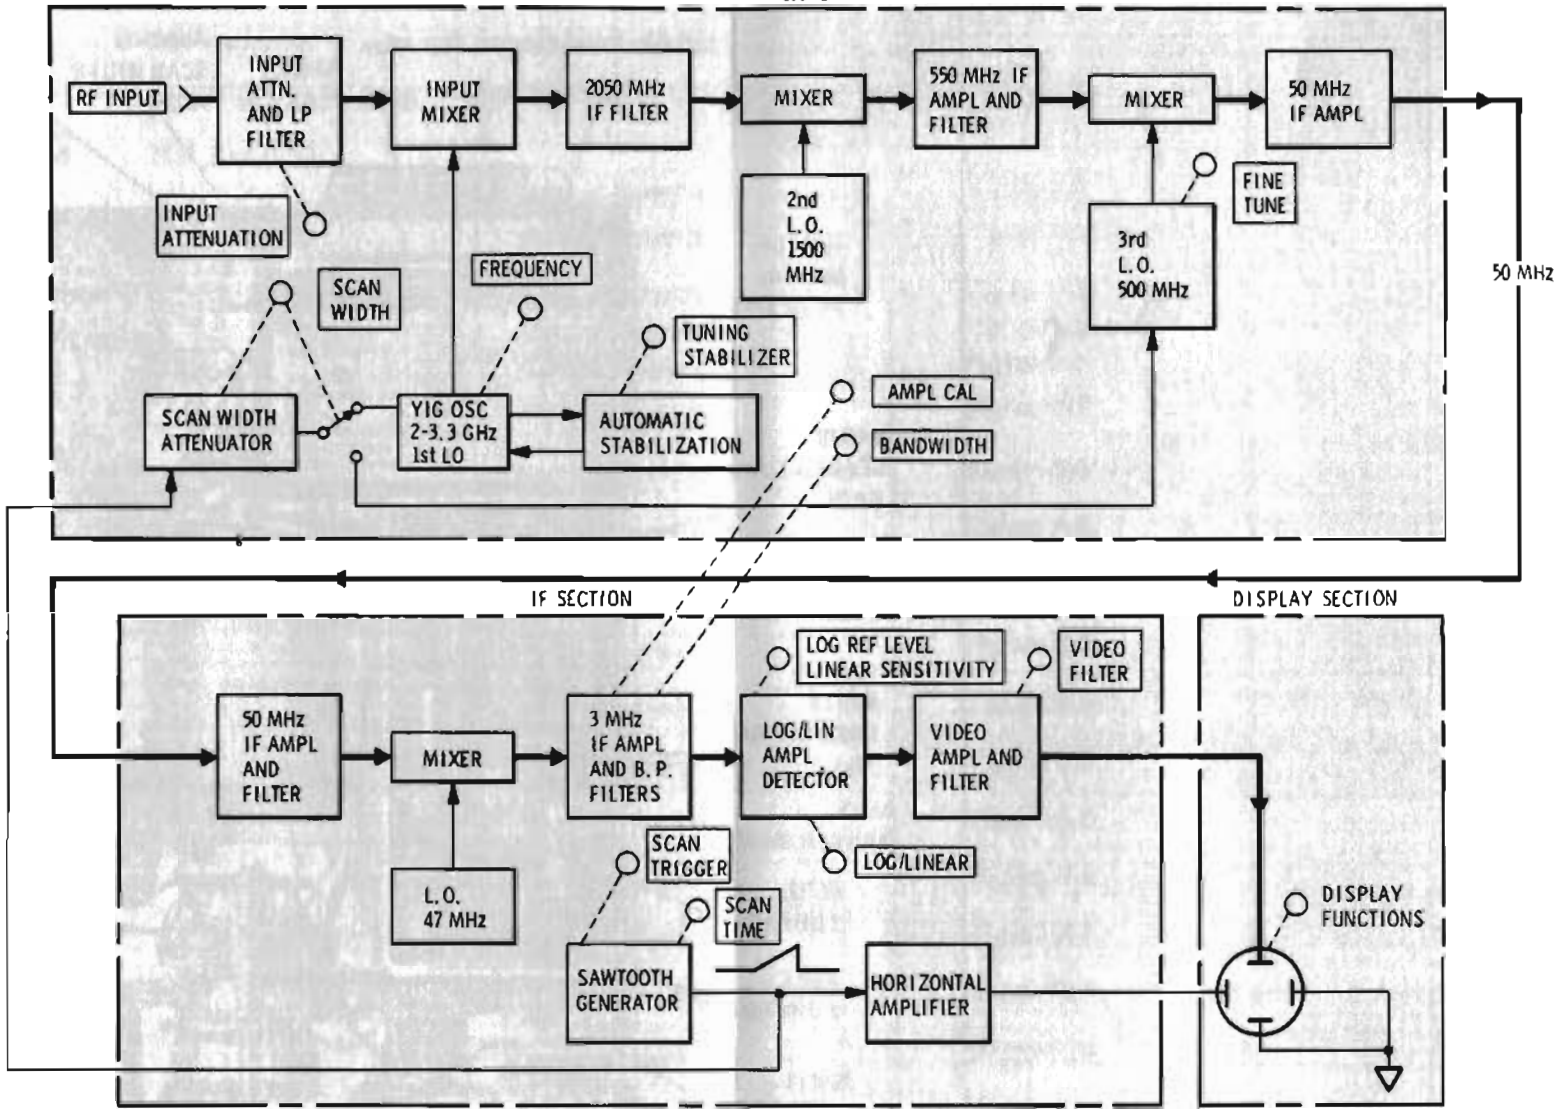 RF INPUT
INPUT
ATTN.
AND LP
FILTER
INPUT
MIXER
2050 MHz
IF FILTER
MIXER
550 MHz IF
AMPL AND
FILTER
MIXER
50 MHz
IF AMPL
INPUT
ATTENUATION
2nd
L.O.
1500
MHz
FINE
TUNE
3rd
L.O.
500 MHz
50 MHz
SCAN
WIDTH
FREQUENCY
TUNING
STABILIZER
SCAN WIDTH
ATTENUATOR
YIG OSC
2-3.3 GHz
1st LO
AUTOMATIC
STABILIZATION
AMPL CAL
BANDWIDTH
IF SECTION
DISPLAY SECTION
LOG REF LEVEL
LINEAR SENSITIVITY
VIDEO
FILTER
50 MHz
IF AMPL
AND
FILTER
MIXER
3 MHz
IF AMPL
AND B.P.
FILTERS
LOG/LIN
AMPL
DETECTOR
VIDEO
AMPL AND
FILTER
L.O.
47 MHz
SCAN
TRIGGER
LOG/LINEAR
SCAN
TIME
DISPLAY
FUNCTIONS
SAWTOOTH
GENERATOR
HORIZONTAL
AMPLIFIER